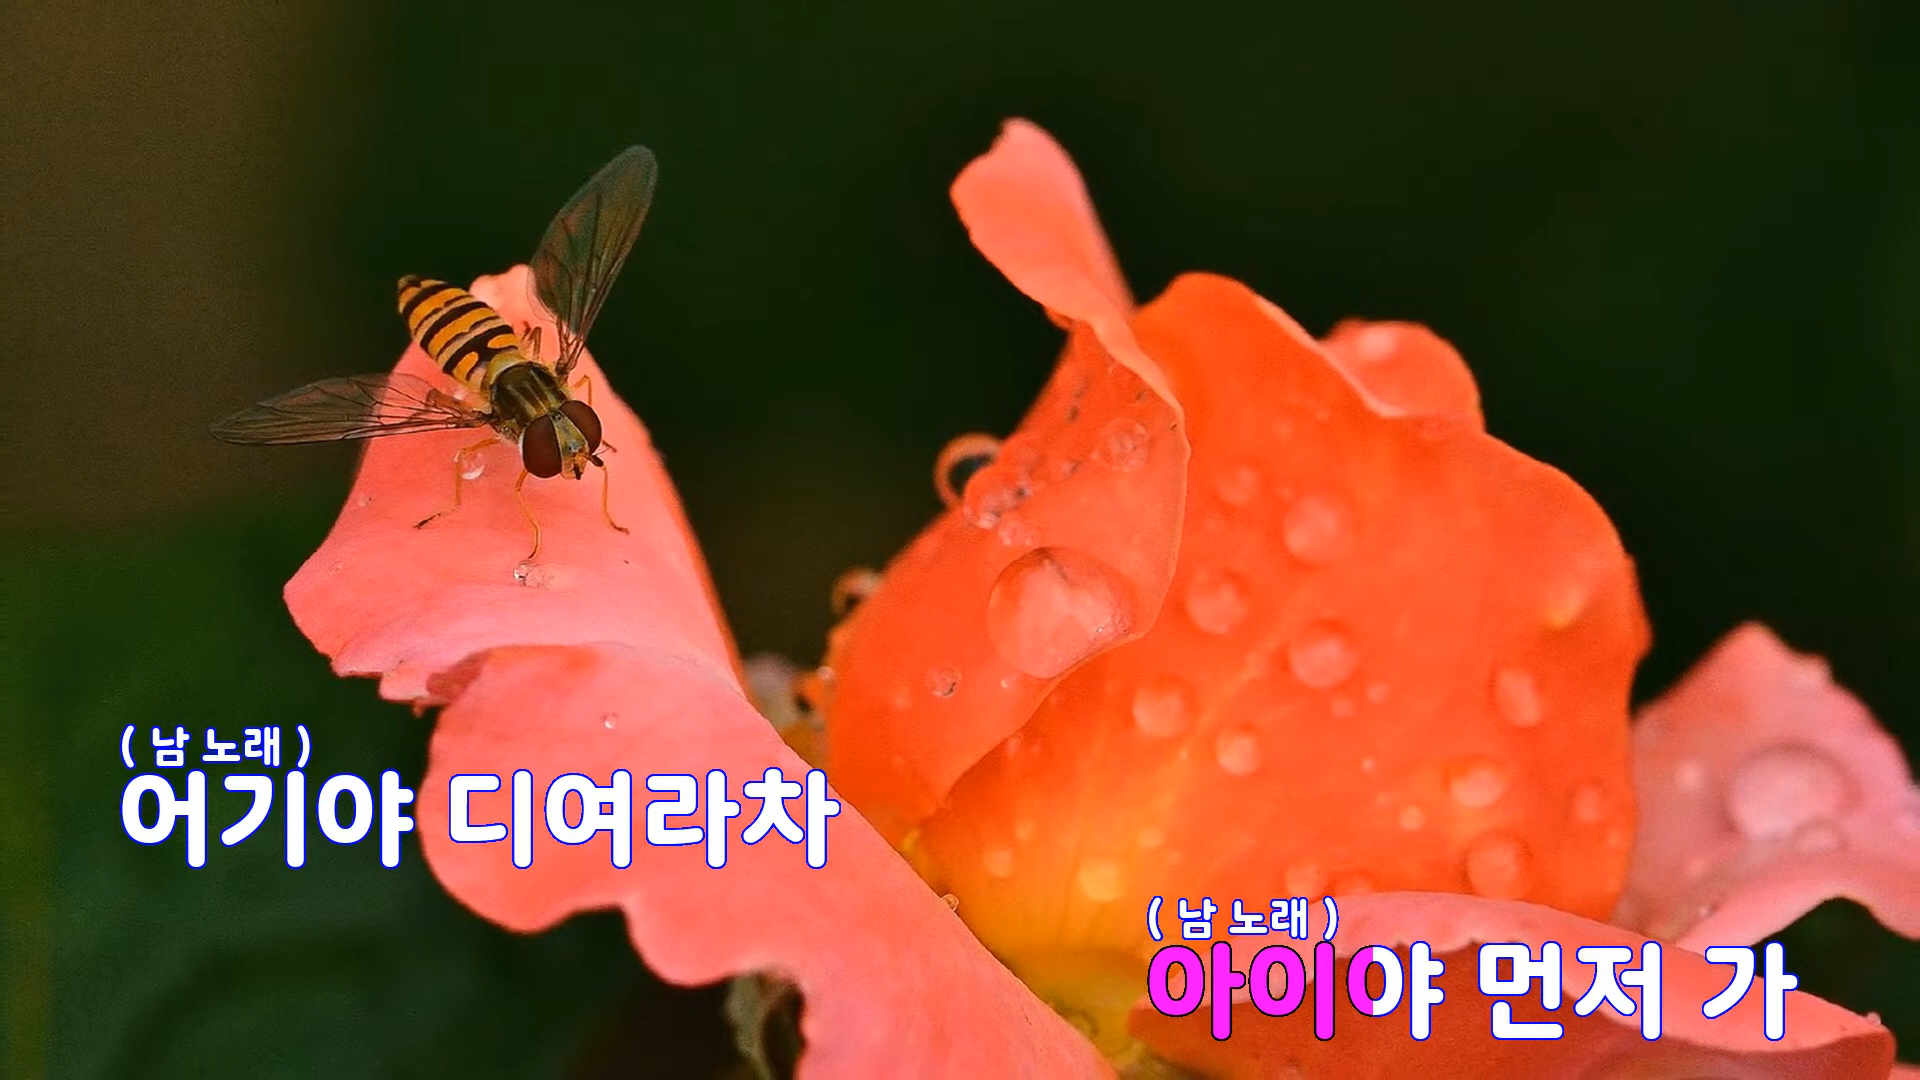 ( 남 노래 )
어기야 디여라차
( 남 노래 )
아이야 먼저 가